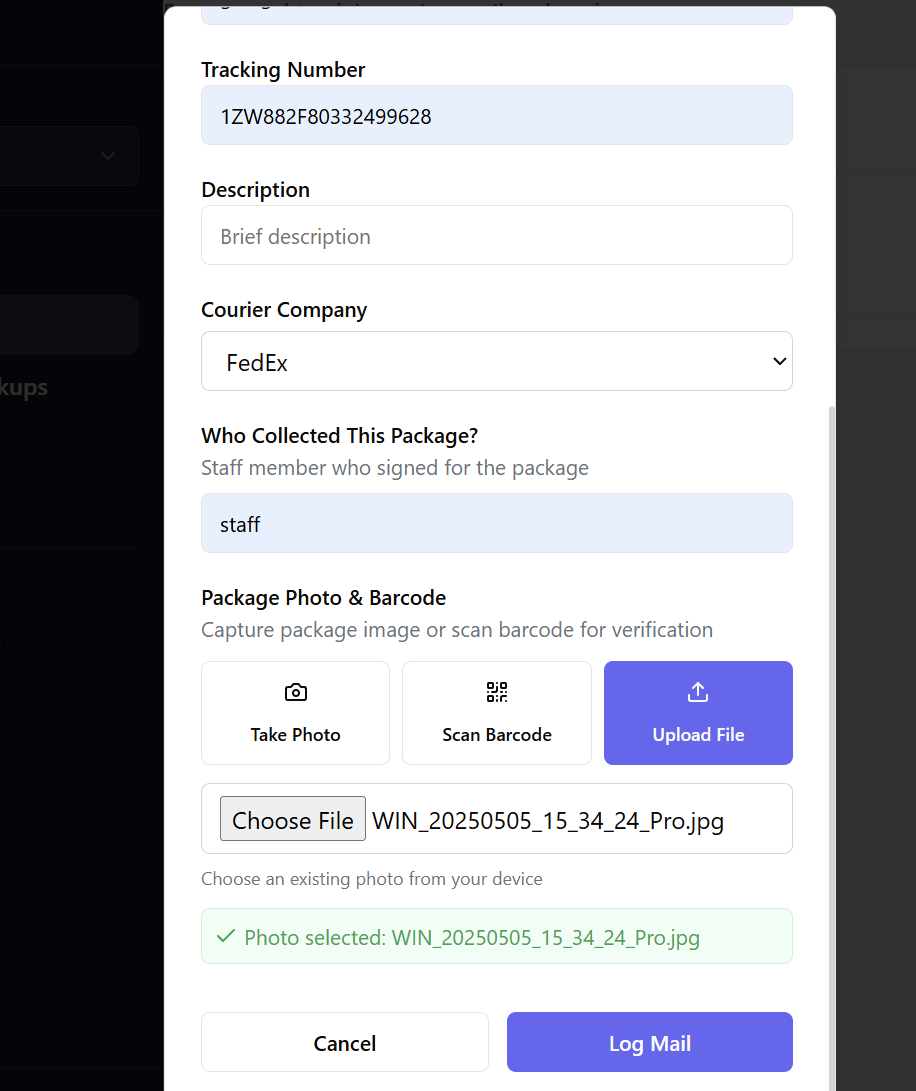 Tracking Number
1ZW882F80332499628
Description
Brief description
Courier Company
FedEx
Who Collected This Package?
Staff member who signed for the package
staff
kups
Package Photo & Barcode
Capture package image or scan barcode for verification
Take Photo
Scan Barcode
Upload File
Choose File WIN_20250505_15_34_24_Pro.jpg
Choose an existing photo from your device
Photo selected: WIN_20250505_15_34_24_Pro.jpg
Cancel
Log Mail